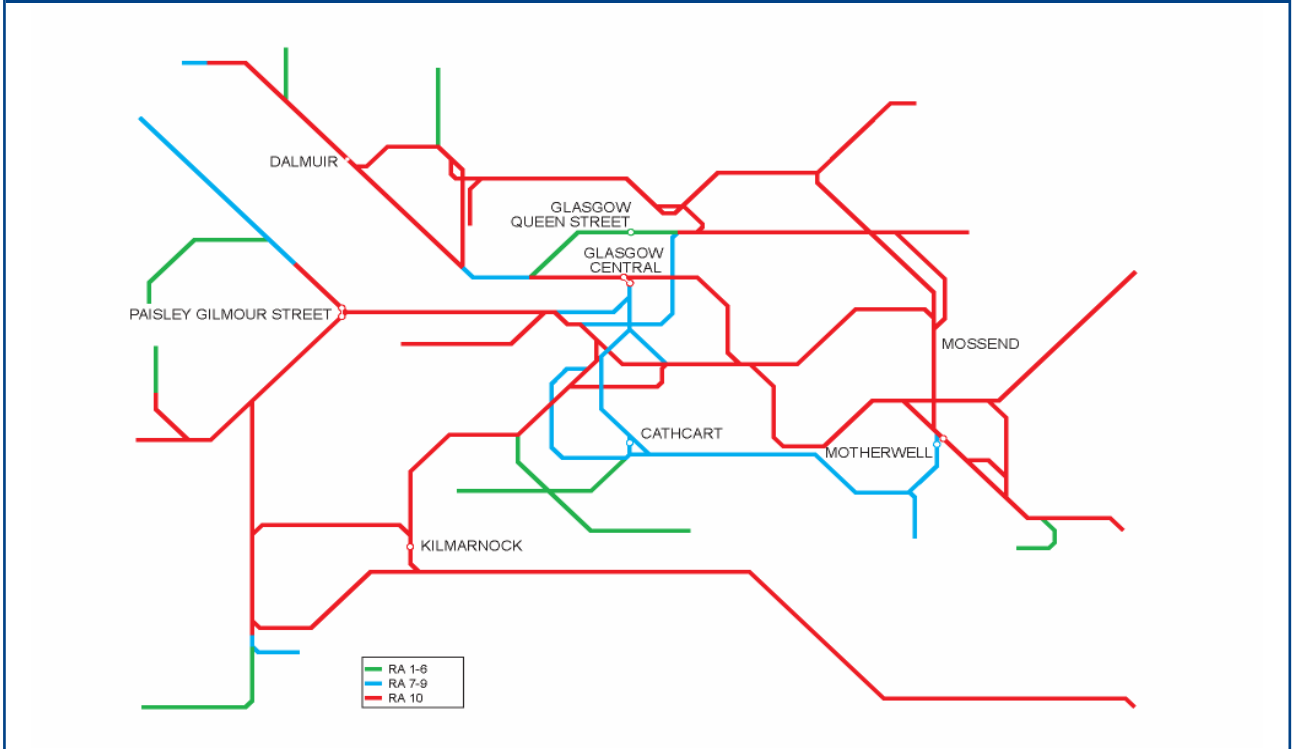 DALMUIR
GLASGOW
QUEEN STREET
GLASGOW
CENTRAL
PAISLEY GILMOUR STREET
MOSSEND
CATHCART
MOTHERWELL
KILMARNOCK
RA 1-6
RA 7-9
RA 10